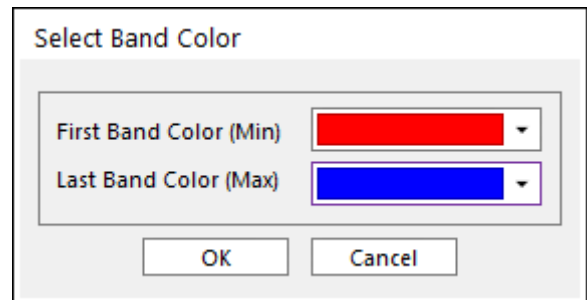 Select Band Color
First Band Color (Min)
Last Band Color (Max)
OK
Cancel